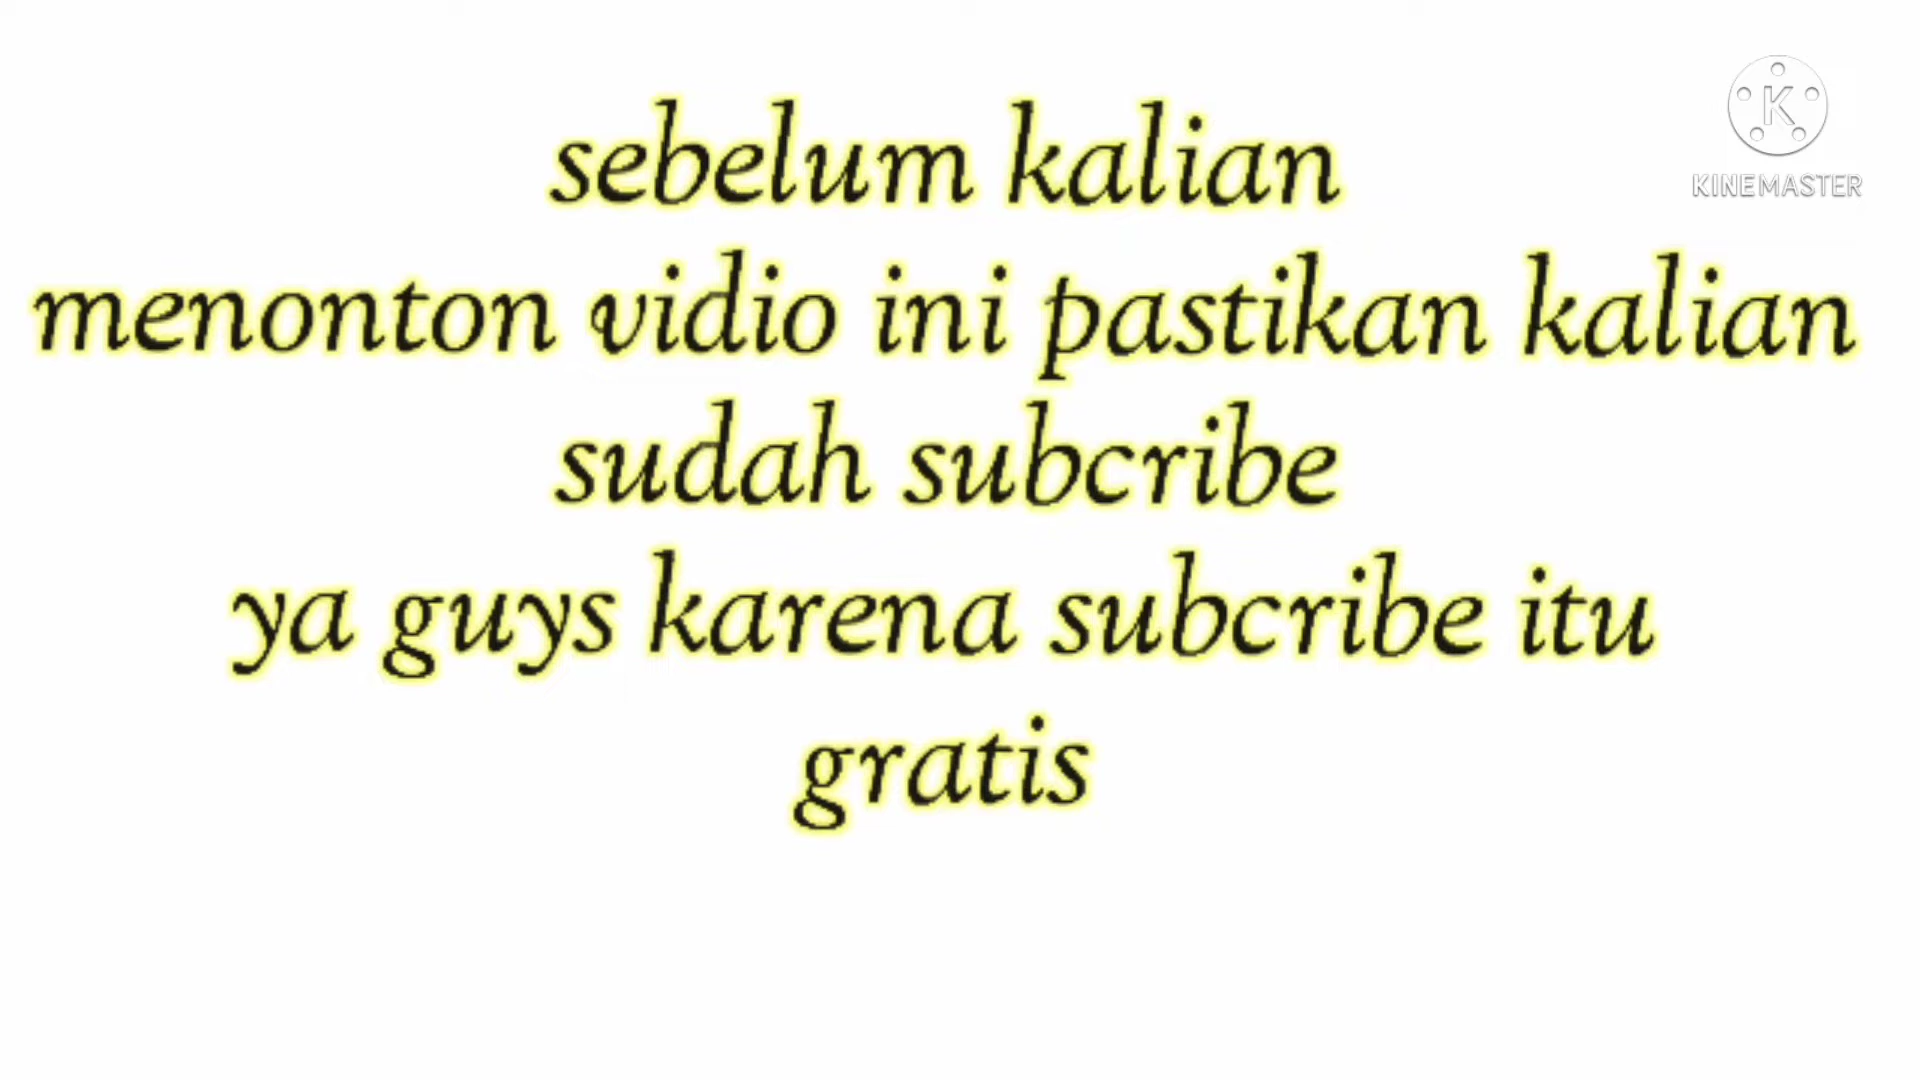 sebelum kalian
menonton vidio ini pastikan kalian
sudah subcribe
ya guys karena subcribe itu
gratis
K
KINEMASTER